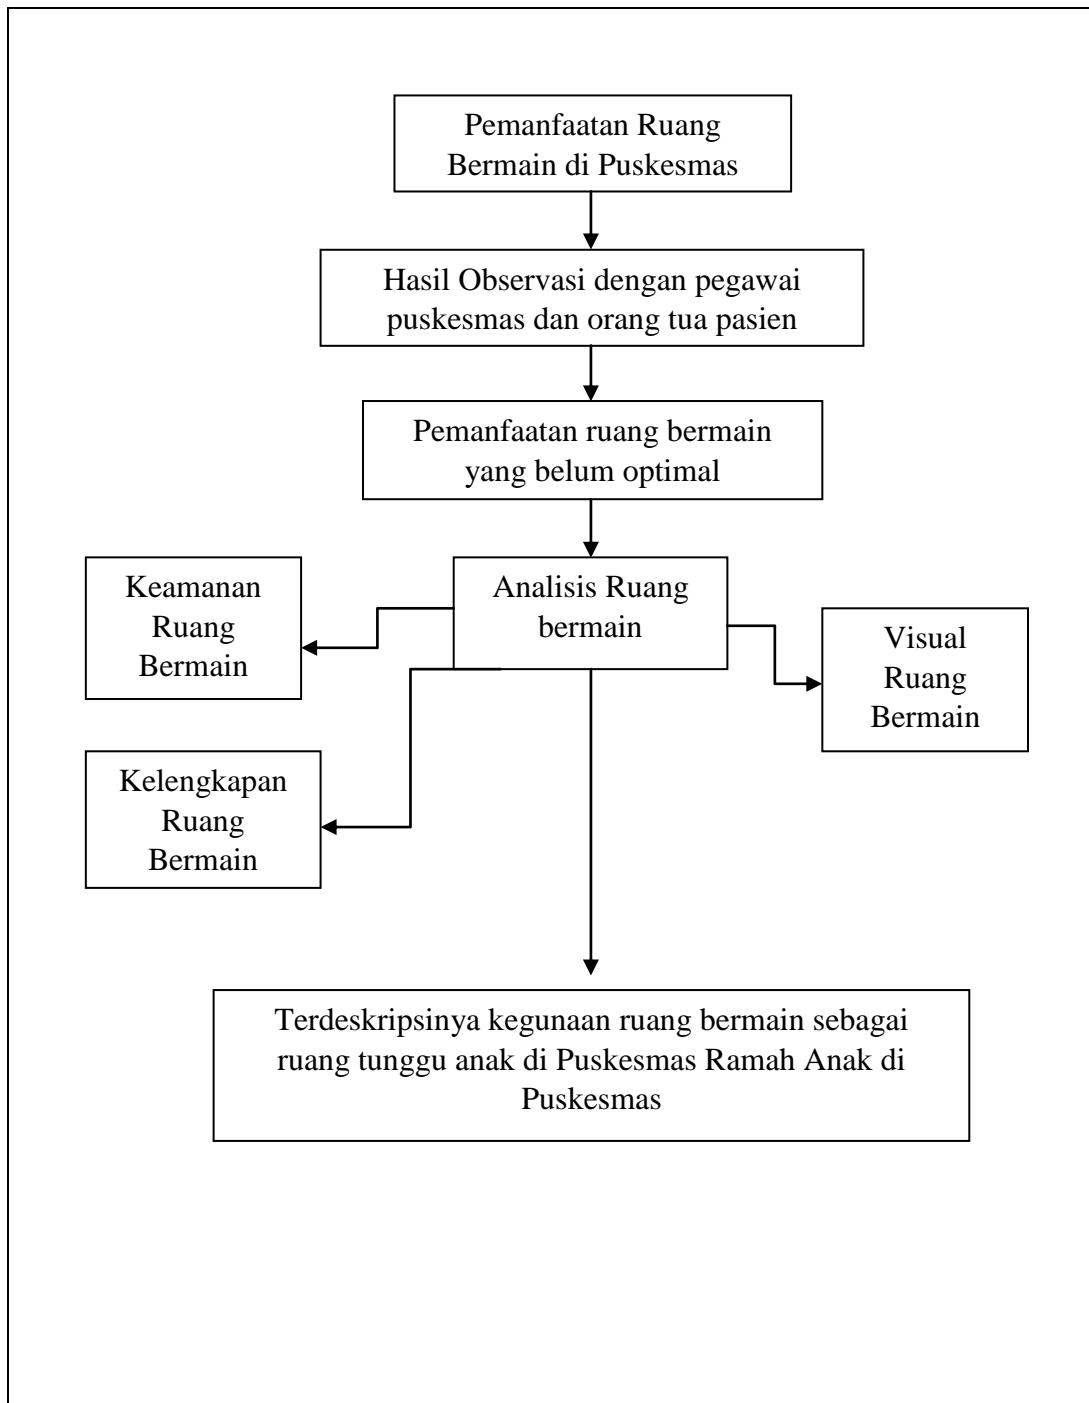 Pemanfaatan Ruang
Bermain di Puskesmas
Hasil Observasi dengan pegawai
puskesmas dan orang tua pasien
Pemanfaatan ruang bermain
yang belum optimal
Analisis Ruang
bermain
Keamanan
Ruang
Bermain
Visual
Ruang
Bermain
Kelengkapan
Ruang
Bermain
Terdeskripsinya kegunaan ruang bermain sebagai
ruang tunggu anak di Puskesmas Ramah Anak di
Puskesmas